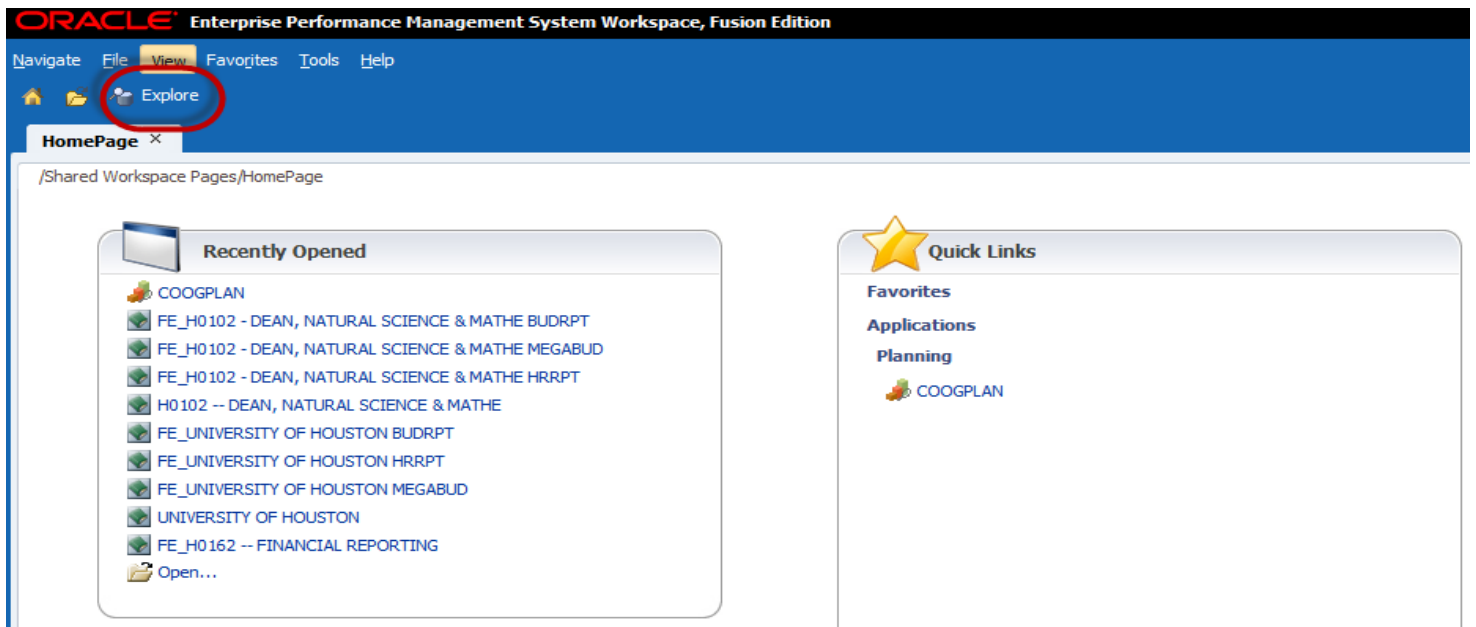 ORACLE Enterprise Performance Management System Workspace, Fusion Edition
Navigate File View Favorites Tools Help
Explore
HomePage ×
/Shared Workspace Pages/HomePage
Recently Opened
COOGPLAN
FE_H0102 - DEAN, NATURAL SCIENCE & MATHE BUDRPT
FE_H0102 - DEAN, NATURAL SCIENCE & MATHE MEGABUD
FE_H0102 - DEAN, NATURAL SCIENCE & MATHE HRRPT
H0102 -- DEAN, NATURAL SCIENCE & MATHE
FE_UNIVERSITY OF HOUSTON BUDRPT
FE_UNIVERSITY OF HOUSTON HRRPT
FE_UNIVERSITY OF HOUSTON MEGABUD
UNIVERSITY OF HOUSTON
FE_H0162 -- FINANCIAL REPORTING
Open...
Quick Links
Favorites
Applications
Planning
COOGPLAN